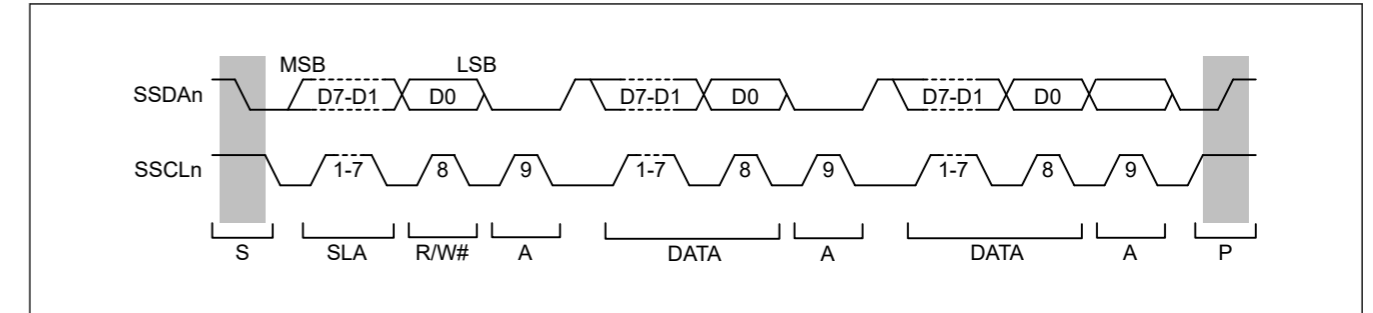 MSB LSB
SSDAn D7-D1 D0 D7-D1 D0 D7-D1 D0
SSCLn 1-7 8 9 1-7 8 9 1-7 8 9
S SLA R/W# A DATA A DATA A P